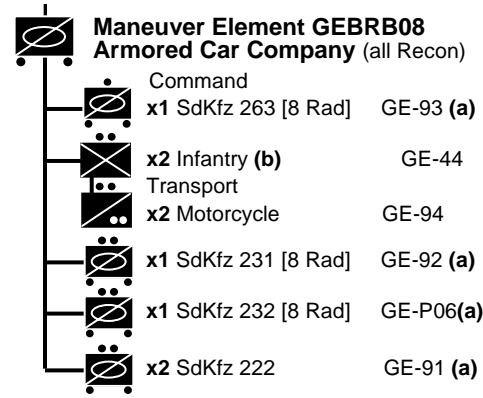 Maneuver Element GEBRB08
Armored Car Company (all Recon)
Command
x1 SdKfz 263 [8 Rad] GE-93 (a)
x2 Infantry (b) GE-44
Transport
x2 Motorcycle GE-94
x1 SdKfz 231 [8 Rad] GE-92 (a)
x1 SdKfz 232 [8 Rad] GE-P06(a)
x2 SdKfz 222 GE-91 (a)